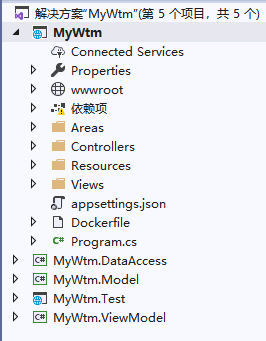 解决方案"MyWtm"(第 5 个项目，共 5 个)
MyWtm
Connected Services
Properties
wwwroot
依赖项
Areas
Controllers
Resources
Views
appsettings.json
Dockerfile
C# Program.cs
C# MyWtm.DataAccess
C# MyWtm.Model
MyWtm.Test
C# MyWtm.ViewModel